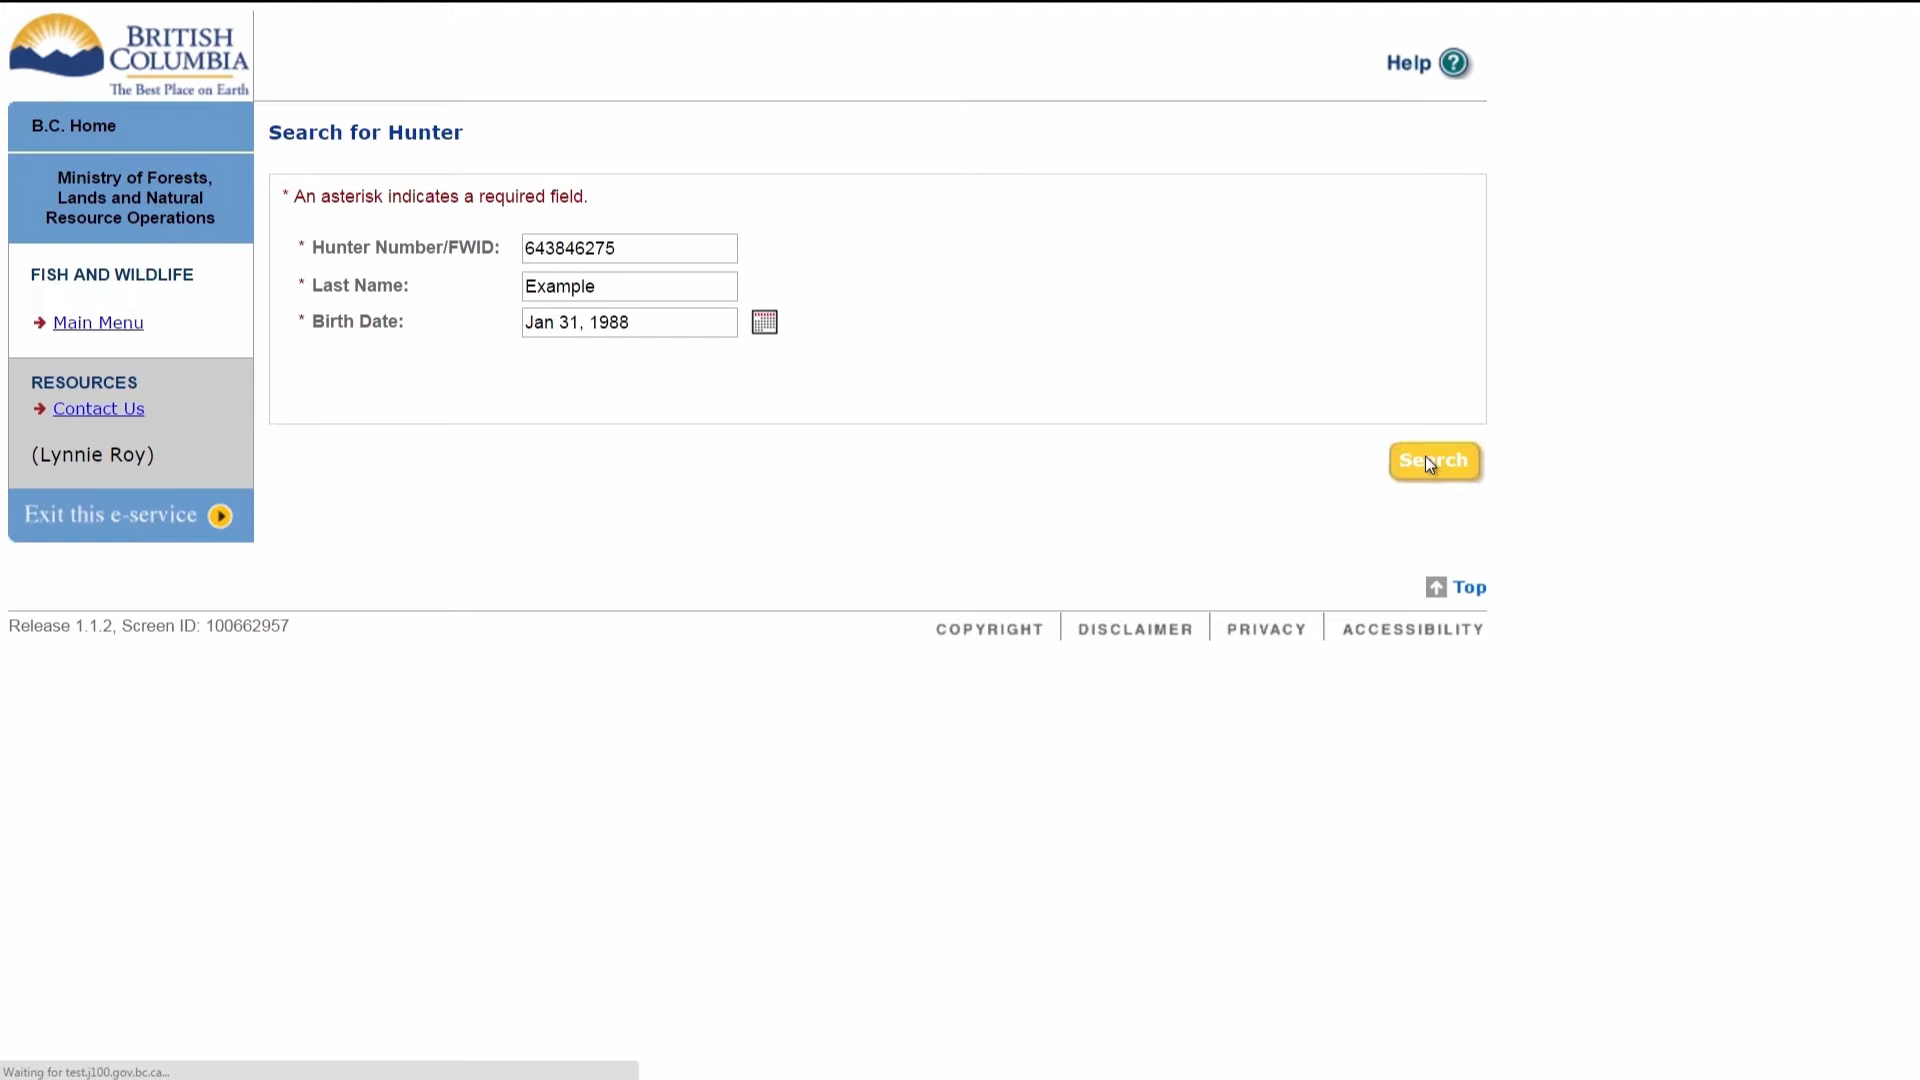 BRITISH
COLUMBIA
The Best Place on Earth
Help ?
B.C. Home
Ministry of Forests,
Lands and Natural
Resource Operations
FISH AND WILDLIFE
Main Menu
RESOURCES
Contact Us
(Lynnie Roy)
Exit this e-service
Search for Hunter
* An asterisk indicates a required field.
* Hunter Number/FWID: 643846275
* Last Name: Example
* Birth Date: Jan 31, 1988
Search
Top
Release 1.1.2, Screen ID: 100662957
COPYRIGHT DISCLAIMER PRIVACY ACCESSIBILITY
Waiting for test.j100.gov.bc.ca...